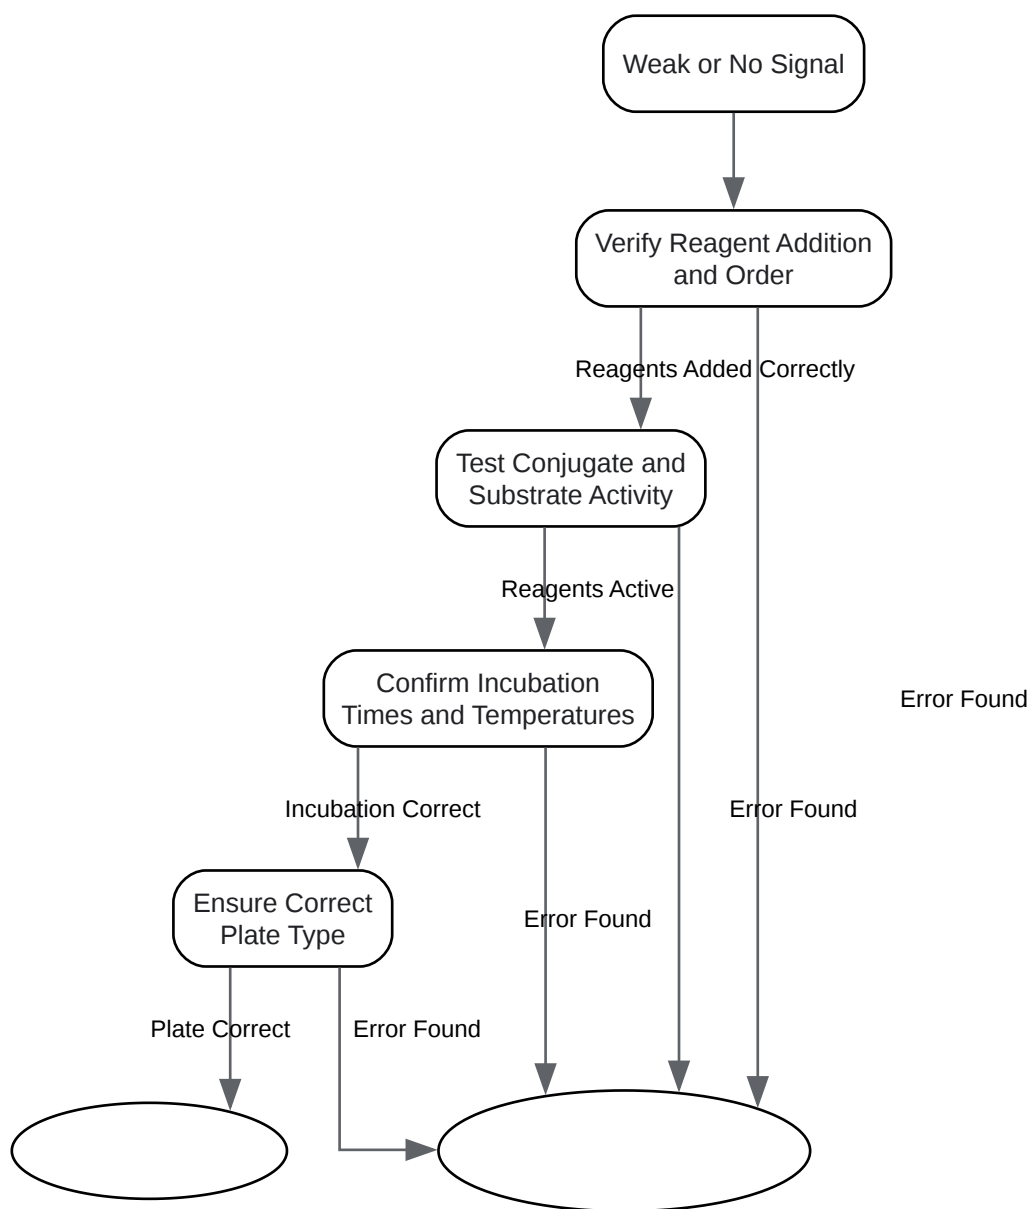 Weak or No Signal
Verify Reagent Addition
and Order
Reagents Added Correctly
Test Conjugate and
Substrate Activity
Reagents Active
Confirm Incubation
Times and Temperatures
Error Found
Incubation Correct
Error Found
Ensure Correct
Plate Type
Error Found
Plate Correct
Error Found